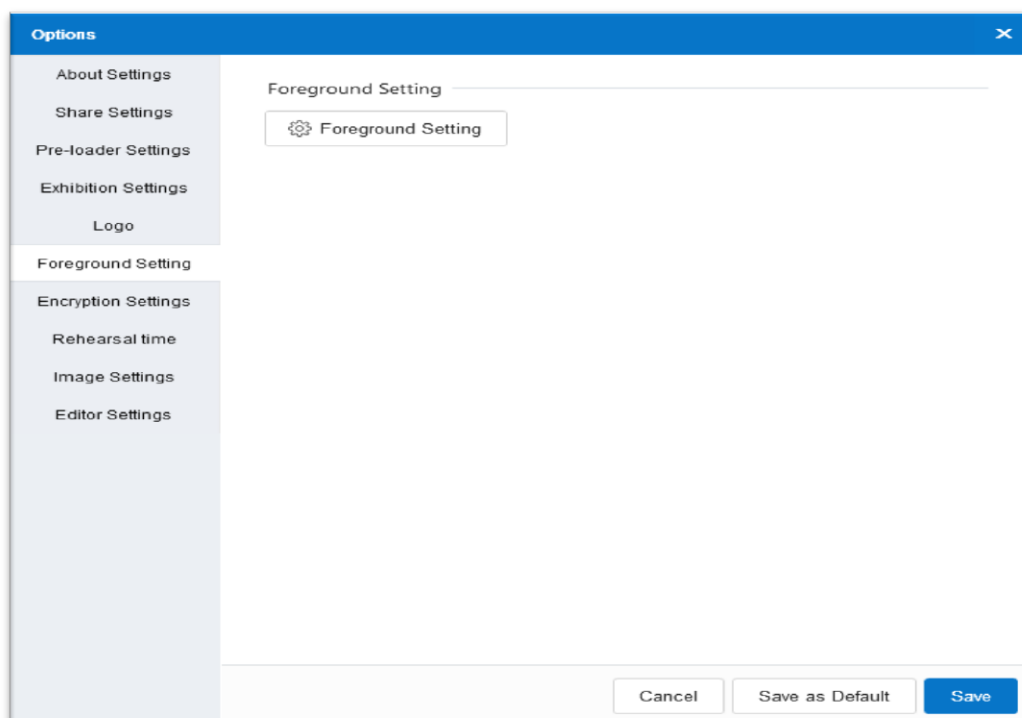 Options
About Settings
Share Settings
Pre-loader Settings
Exhibition Settings
Logo
Foreground Setting
Encryption Settings
Rehearsal time
Image Settings
Editor Settings
Foreground Setting
Foreground Setting
Cancel
Save as Default
Save